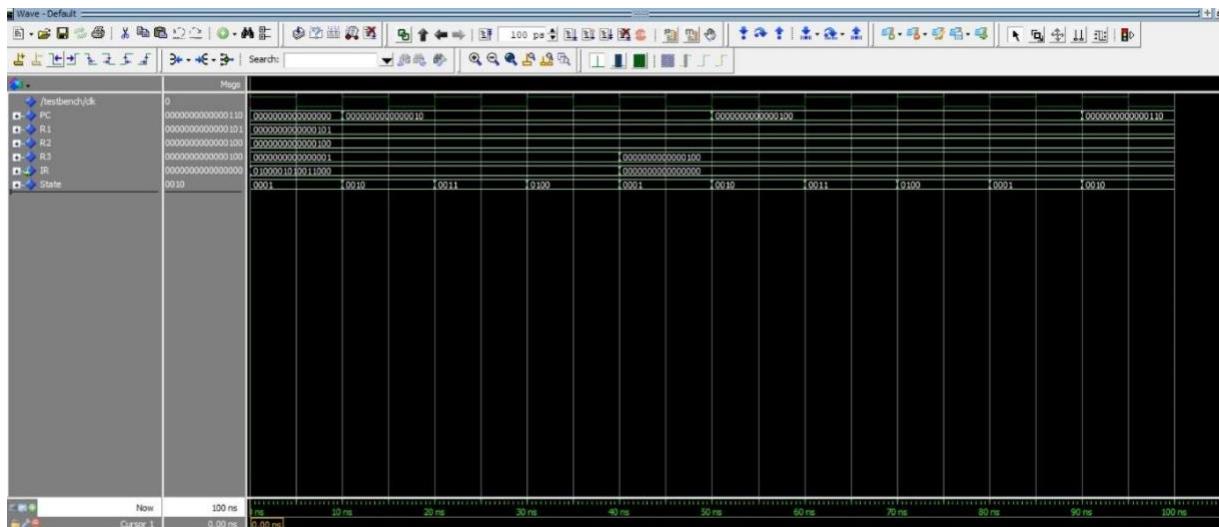 Wave - Default
100 ps
Search:
Msgs
/testbench/clk 0
PC 0000000000000110 0000000000000000 0000000000000010 0000000000000100 0000000000000110
R1 0000000000000101 0000000000000101
R2 0000000000000100 0000000000000100
R3 0000000000000100 0000000000000001 0000000000000100
IR 0000000000000000 0100001010011000 0000000000000000
State 0010 0001 0010 0011 0100 0001 0010 0011 0100 0001 0010
Now 100 ns ns 10 ns 20 ns 30 ns 40 ns 50 ns 60 ns 70 ns 80 ns 90 ns 100 ns
Cursor 1 0.00 ns 0.00 ns